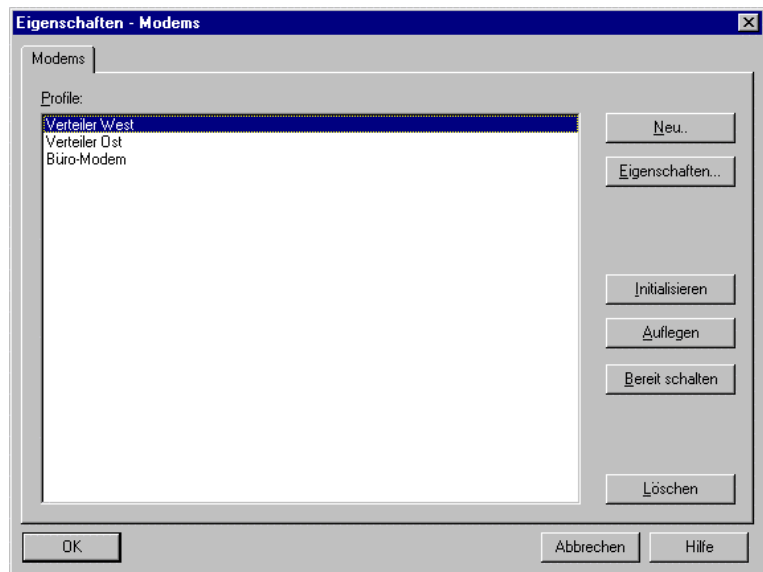 Eigenschaften - Modems
Modems
Profile:
Verteiler West
Verteiler Ost
Büro-Modem
Neu..
Eigenschaften...
Initialisieren
Auflegen
Bereit schalten
Löschen
OK
Abbrechen
Hilfe